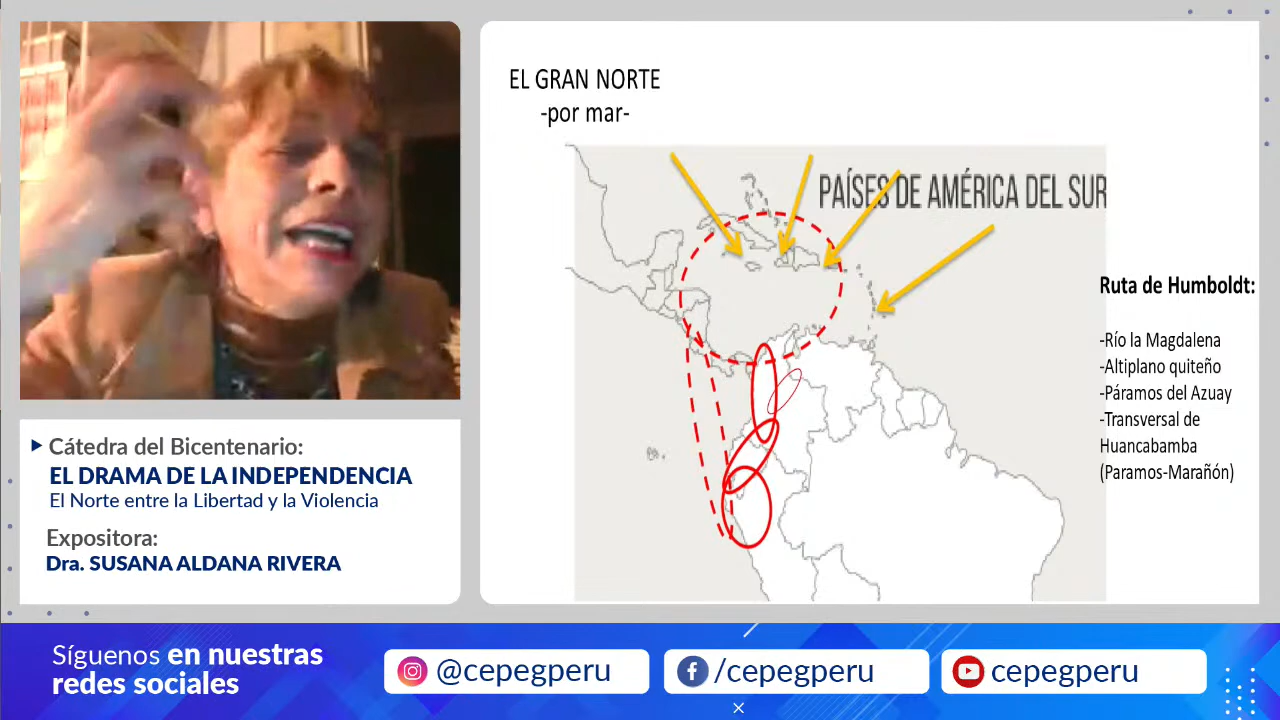 EL GRAN NORTE
-por mar-
PAÍSES DE AMÉRICA DEL SUR
Ruta de Humboldt:
-Río la Magdalena
-Altiplano quiteño
-Páramos del Azuay
-Transversal de
Huancabamba
(Paramos-Marañón)
Cátedra del Bicentenario:
EL DRAMA DE LA INDEPENDENCIA
El Norte entre la Libertad y la Violencia
Expositora:
Dra. SUSANA ALDANA RIVERA
Síguenos en nuestras
redes sociales
@cepegperu
/cepegperu
cepegperu